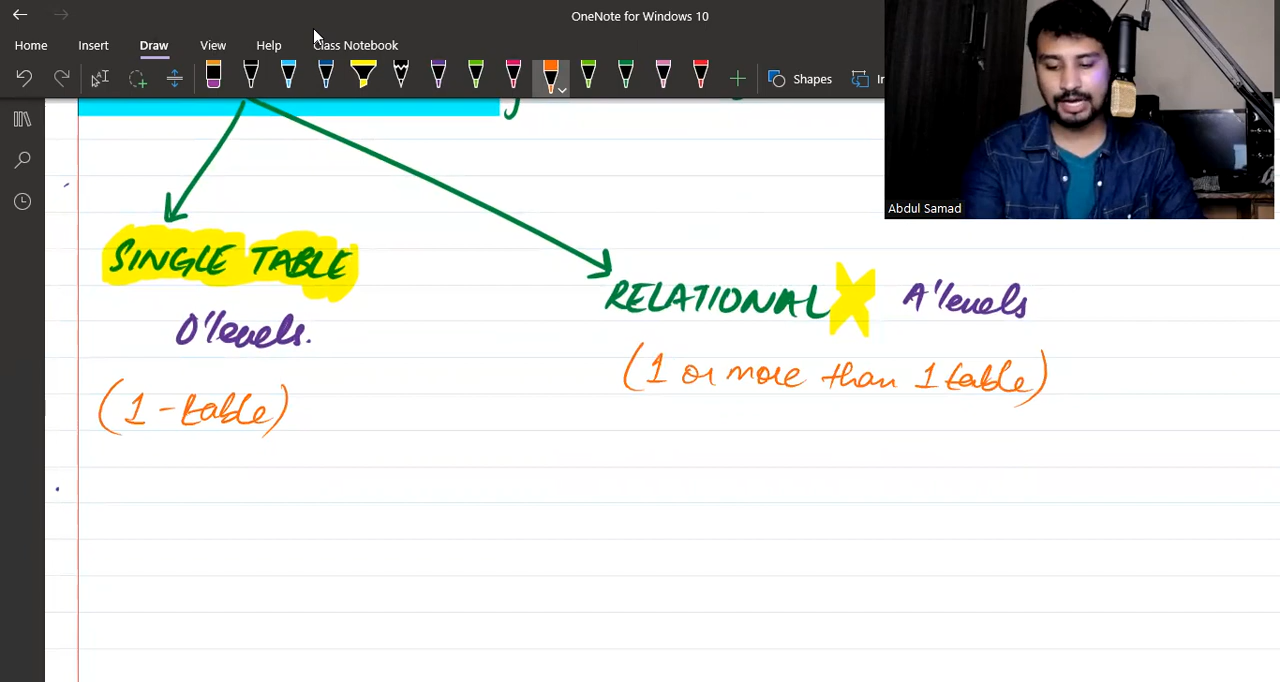 OneNote for Windows 10
Home Insert Draw View Help Class Notebook
Shapes In
Abdul Samad
SINGLE TABLE
O'levels.
(1-table)
RELATIONAL A'levels
(1 or more than 1 table)